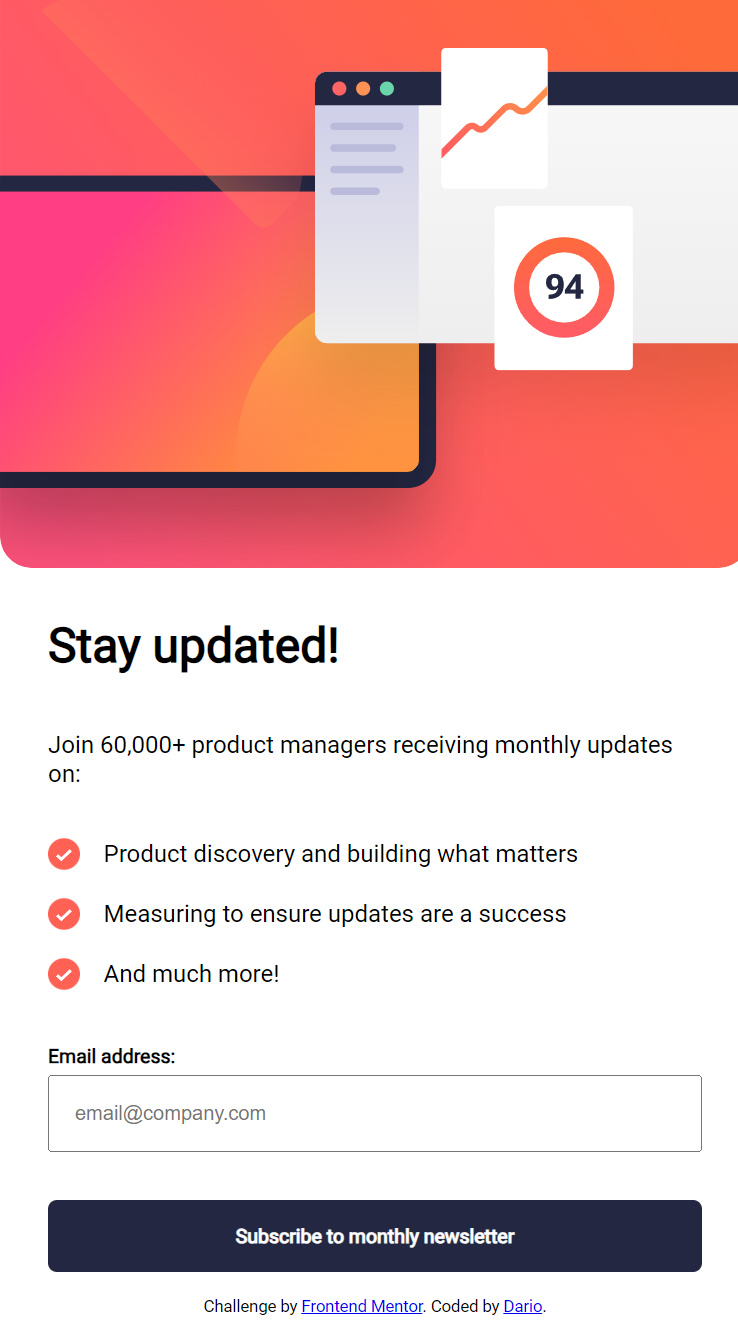 94
Stay updated!
Join 60,000+ product managers receiving monthly updates
on:
Product discovery and building what matters
Measuring to ensure updates are a success
And much more!
Email address:
email@company.com
Subscribe to monthly newsletter
Challenge by Frontend Mentor. Coded by Dario.